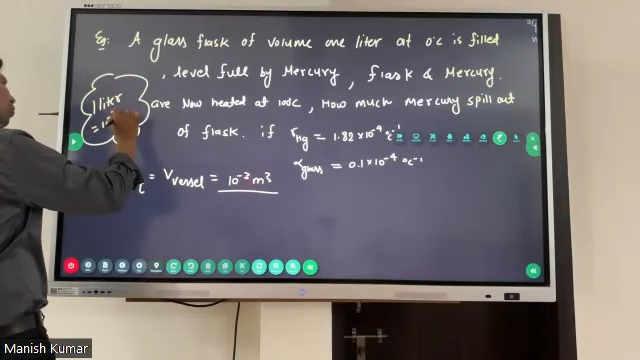 Eg: A glass flask of volume one liter at 0°C is filled
, level full by Mercury, flask & Mercury.
are Now heated at 100C, How much Mercury spill out
of flask. if γHg = 1.82×10⁻⁴ °C⁻¹
αglass = 0.1×10⁻⁴ °C⁻¹
1 liter
C = Vvessel = 10⁻³ m³
Manish Kumar